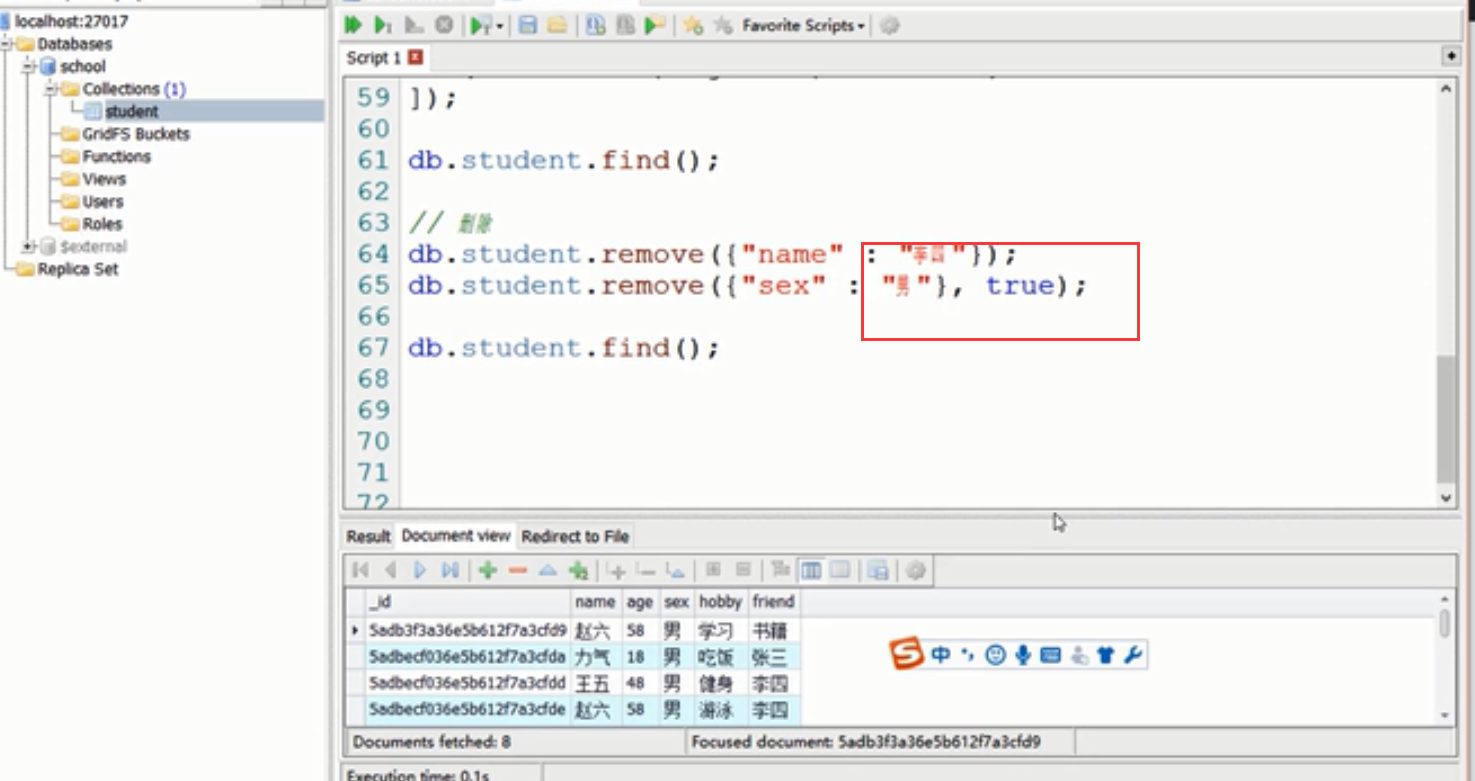 localhost:27017
Databases
school
Collections (1)
student
GridFS Buckets
Functions
Views
Users
Roles
$external
Replica Set
Favorite Scripts
Script 1
59 ]);
60
61 db.student.find();
62
63 // 删除
64 db.student.remove({"name" : "李四"});
65 db.student.remove({"sex" : "男"}, true);
66
67 db.student.find();
68
69
70
71
72
Result Document view Redirect to File
_id name age sex hobby friend
5adb3f3a36e5b612f7a3cfd9 赵六 58 男 学习 书籍
5adbecf036e5b612f7a3cfda 力气 18 男 吃饭 张三
5adbecf036e5b612f7a3cfdd 王五 48 男 健身 李四
5adbecf036e5b612f7a3cfde 赵六 58 男 游泳 李四
中
Documents fetched: 8 Focused document: 5adb3f3a36e5b612f7a3cfd9
Execution time: 0.1s